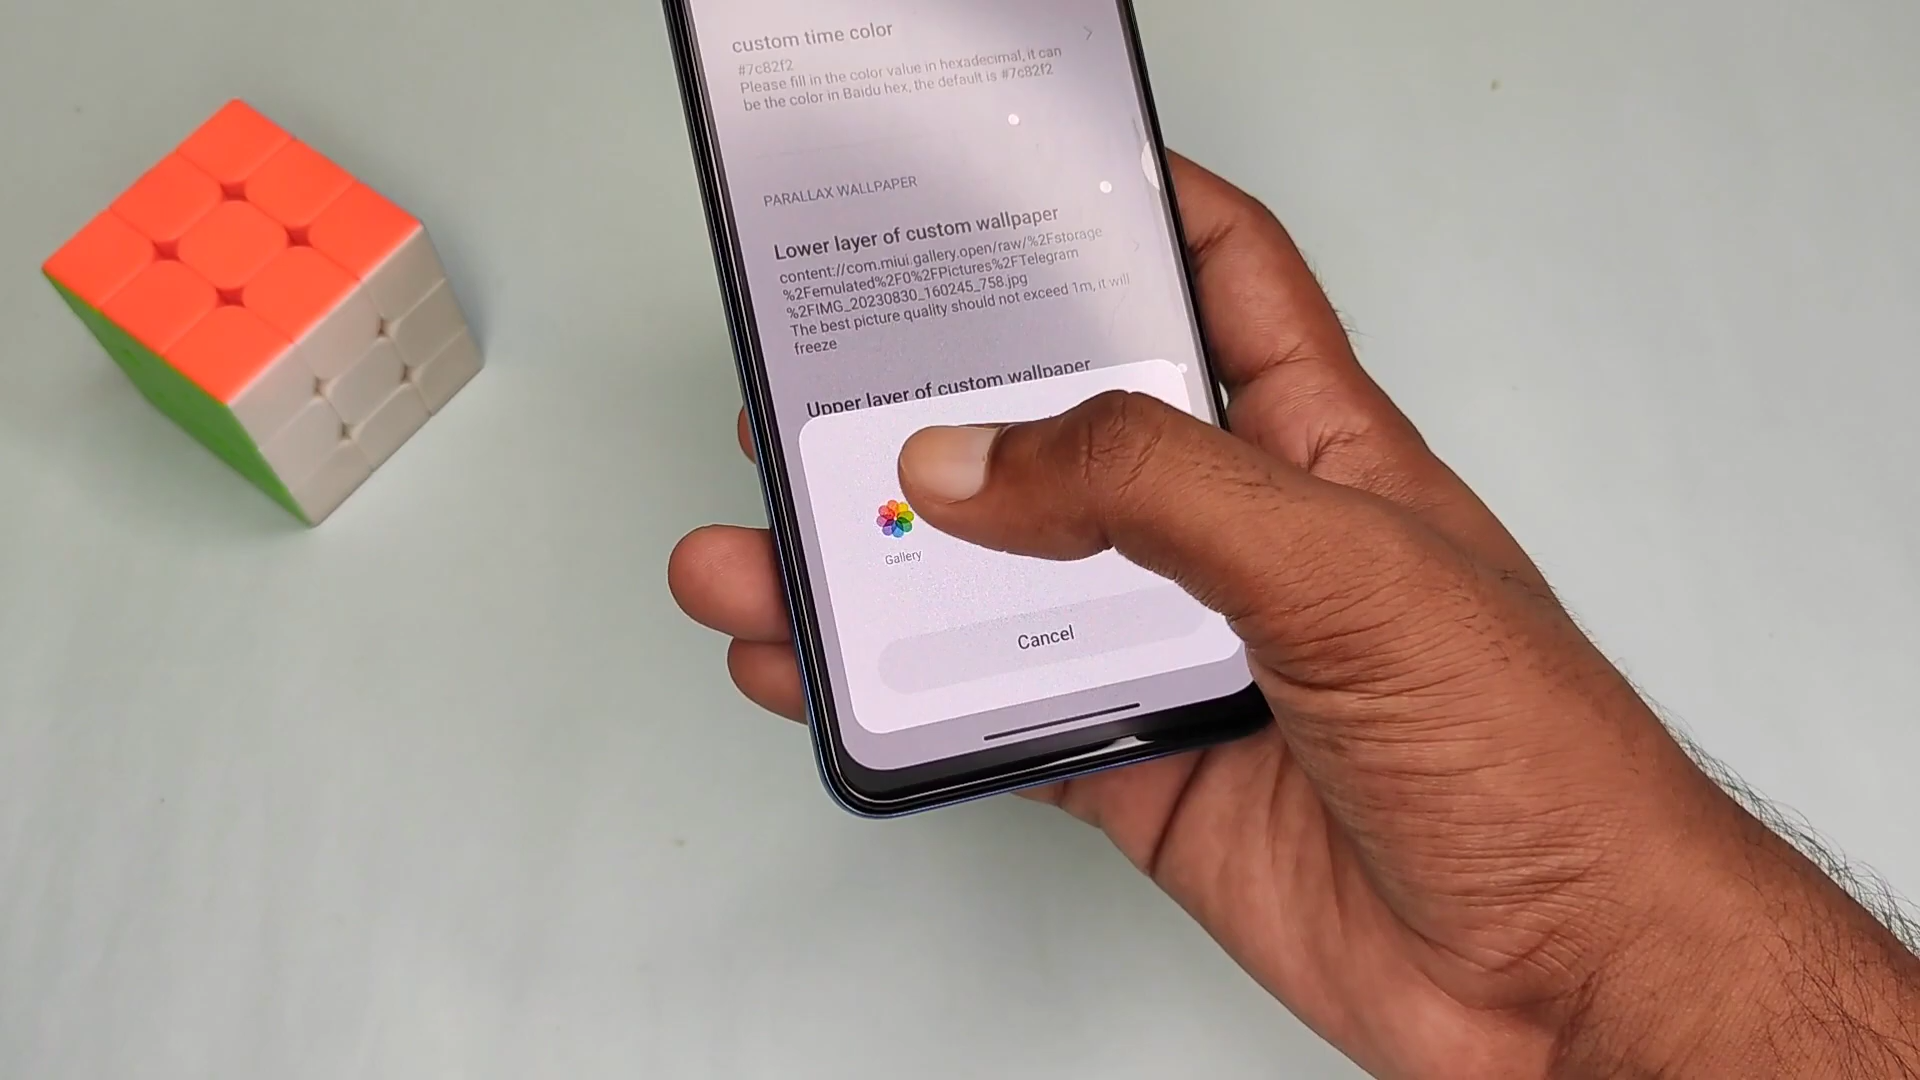 custom time color
#7c82f2
Please fill in the color value in hexadecimal, it can
be the color in Baidu hex, the default is #7c82f2
PARALLAX WALLPAPER
Lower layer of custom wallpaper
content://com.miui.gallery.open/raw/%2Fstorage
%2Femulated%2F0%2FPictures%2FTelegram
%2FIMG_20230830_160245_758.jpg
The best picture quality should not exceed 1m, it will
freeze
Upper layer of custom wallpaper
Gallery
Cancel